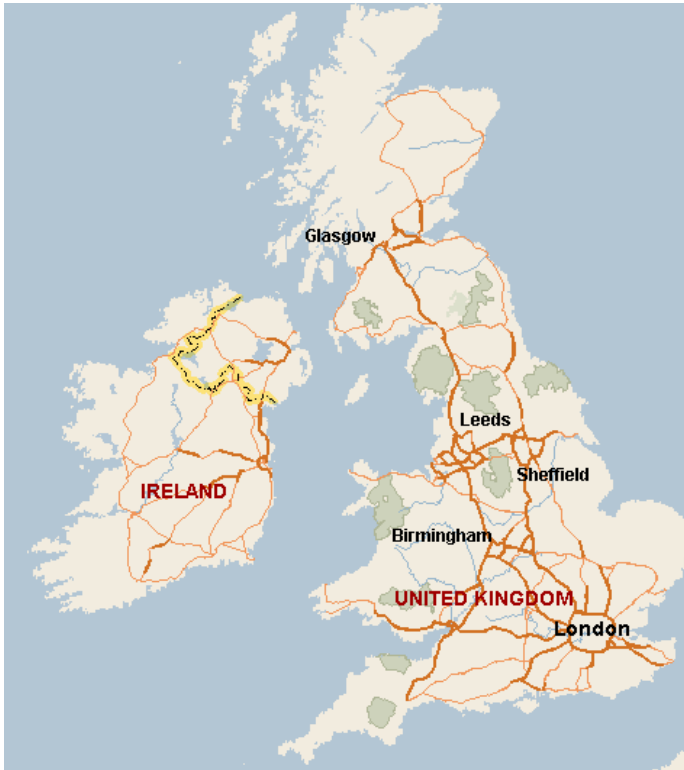 Glasgow
Leeds
Sheffield
IRELAND
Birmingham
UNITED KINGDOM
London